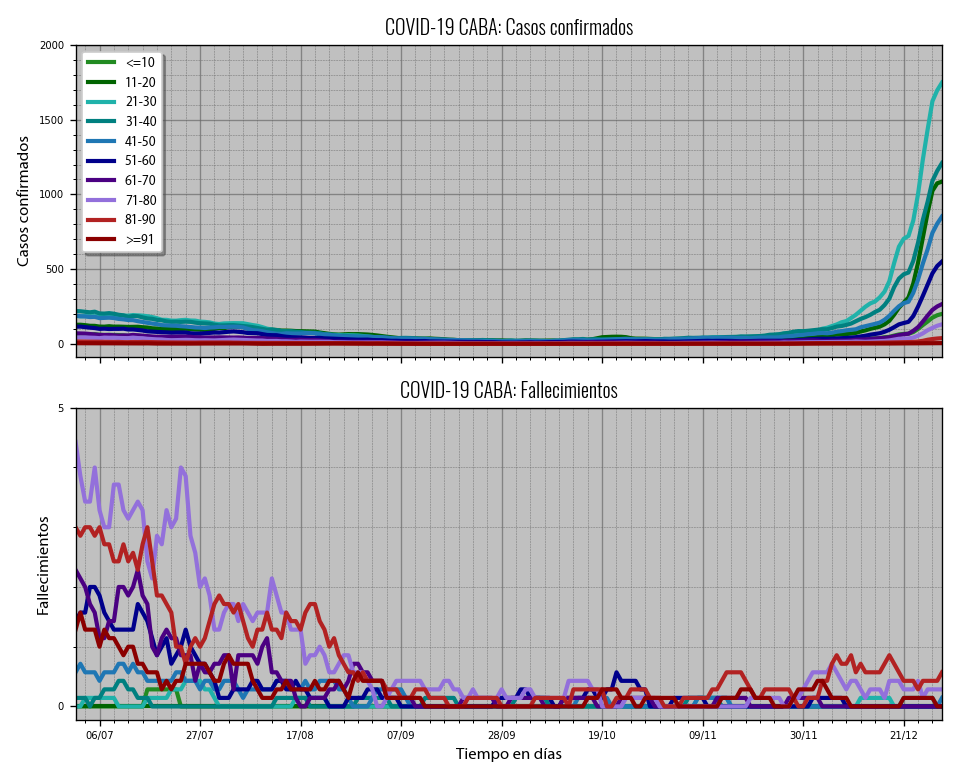 COVID-19 CABA: Casos confirmados
2000
1500
1000
500
0
Casos confirmados
<=10
11-20
21-30
31-40
41-50
51-60
61-70
71-80
81-90
>=91
COVID-19 CABA: Fallecimientos
5
0
Fallecimientos
06/07 27/07 17/08 07/09 28/09 19/10 09/11 30/11 21/12
Tiempo en días